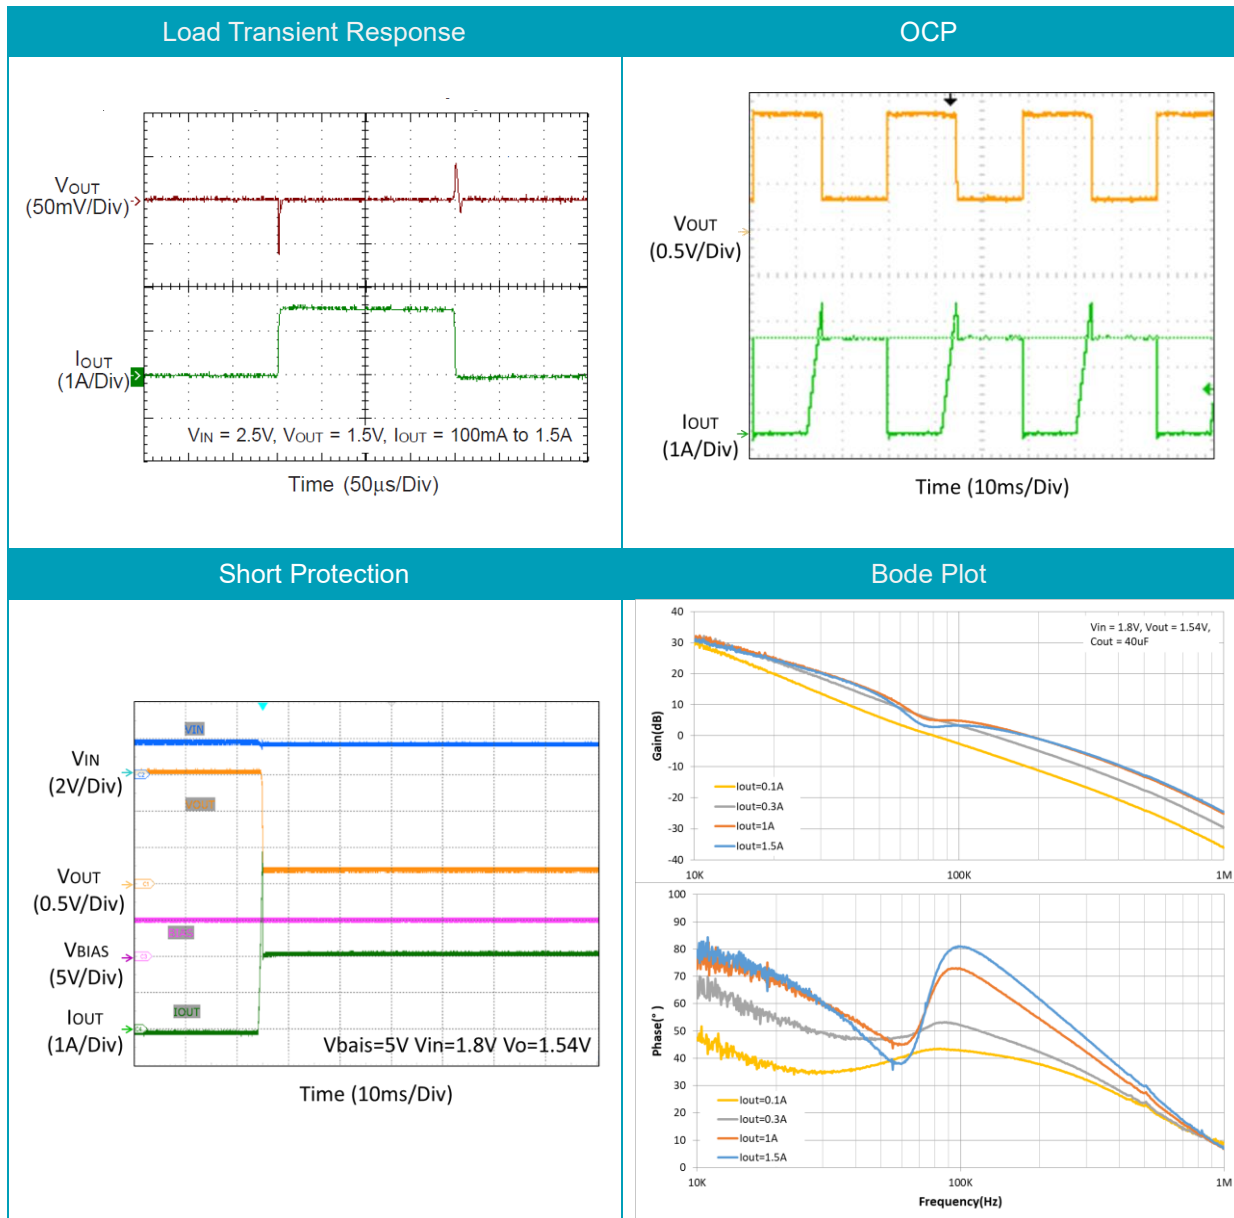 Load Transient Response
OCP
VOUT
(50mV/Div)
IOUT
(1A/Div)
VIN = 2.5V, VOUT = 1.5V, IOUT = 100mA to 1.5A
Time (50μs/Div)
VOUT
(0.5V/Div)
IOUT
(1A/Div)
Time (10ms/Div)
Short Protection
Bode Plot
VIN
(2V/Div)
VOUT
(0.5V/Div)
VBIAS
(5V/Div)
IOUT
(1A/Div)
VIN
VOUT
BIAS
IOUT
Vbais=5V Vin=1.8V Vo=1.54V
Time (10ms/Div)
Gain(dB)
40
30
20
10
0
-10
-20
-30
-40
Vin = 1.8V, Vout = 1.54V,
Cout = 40uF
Iout=0.1A
Iout=0.3A
Iout=1A
Iout=1.5A
10K 100K 1M
Phase(°)
100
90
80
70
60
50
40
30
20
10
0
Iout=0.1A
Iout=0.3A
Iout=1A
Iout=1.5A
10K 100K 1M
Frequency(Hz)